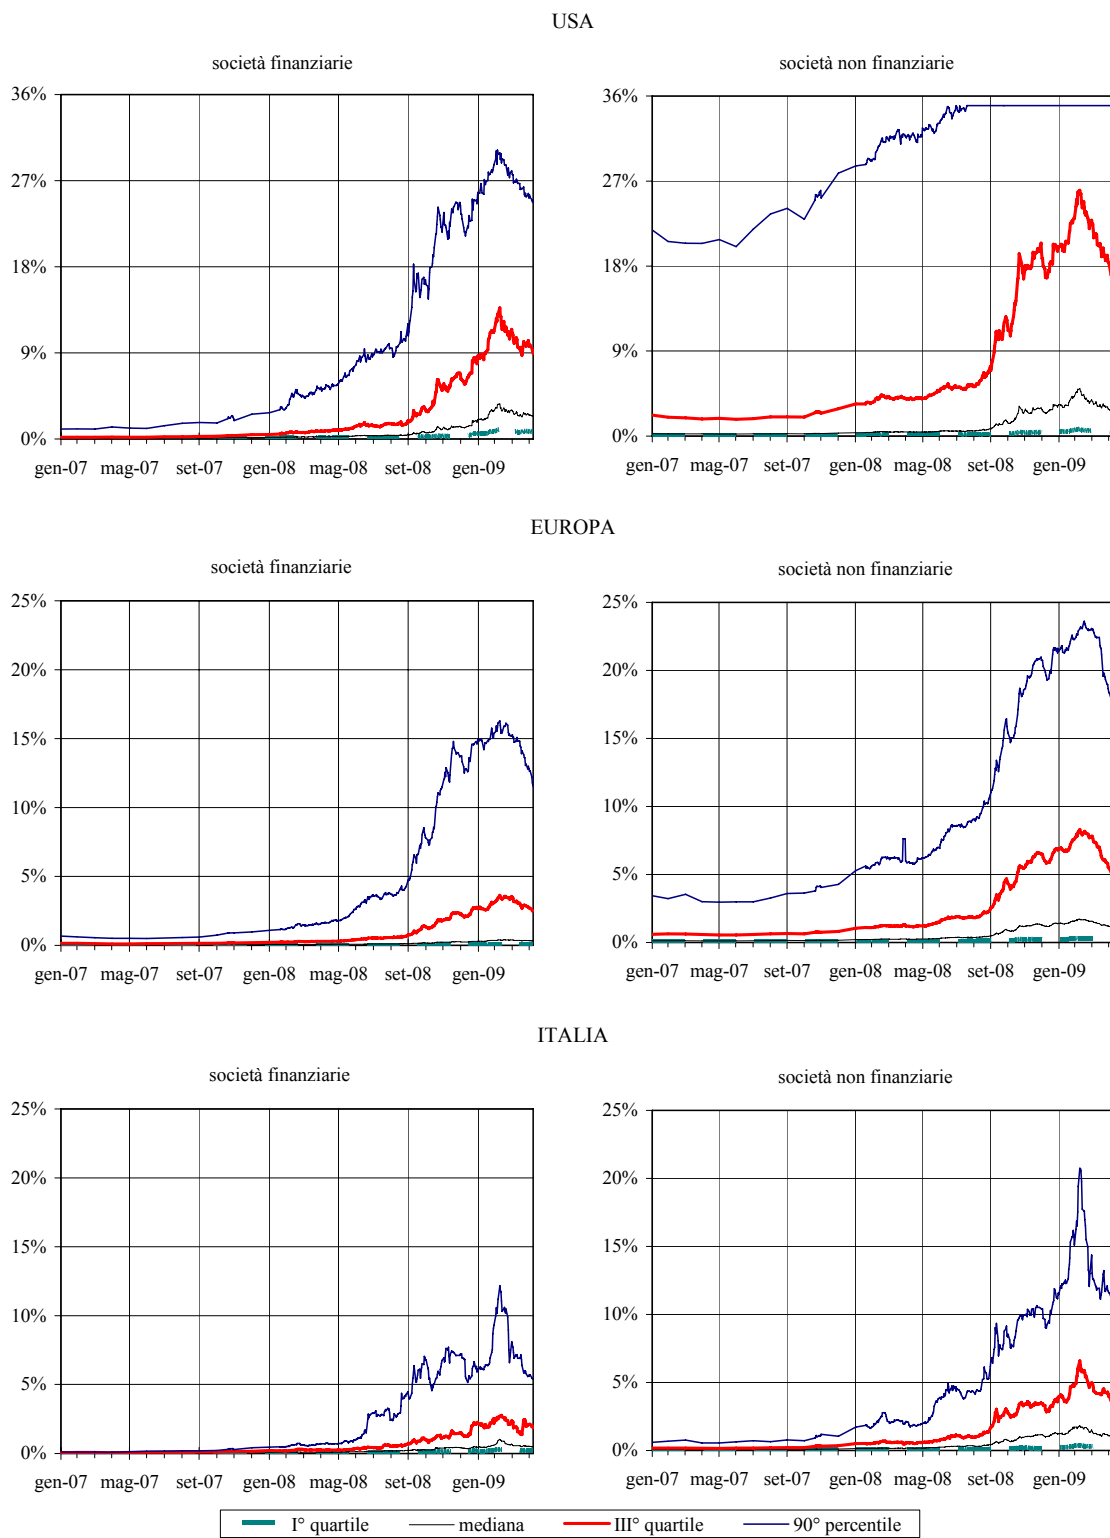 USA
società finanziarie
società non finanziarie
36%
27%
18%
9%
0%
gen-07 mag-07 set-07 gen-08 mag-08 set-08 gen-09
36%
27%
18%
9%
0%
gen-07 mag-07 set-07 gen-08 mag-08 set-08 gen-09
EUROPA
società finanziarie
società non finanziarie
25%
20%
15%
10%
5%
0%
gen-07 mag-07 set-07 gen-08 mag-08 set-08 gen-09
25%
20%
15%
10%
5%
0%
gen-07 mag-07 set-07 gen-08 mag-08 set-08 gen-09
ITALIA
società finanziarie
società non finanziarie
25%
20%
15%
10%
5%
0%
gen-07 mag-07 set-07 gen-08 mag-08 set-08 gen-09
25%
20%
15%
10%
5%
0%
gen-07 mag-07 set-07 gen-08 mag-08 set-08 gen-09
I° quartile mediana III° quartile 90° percentile